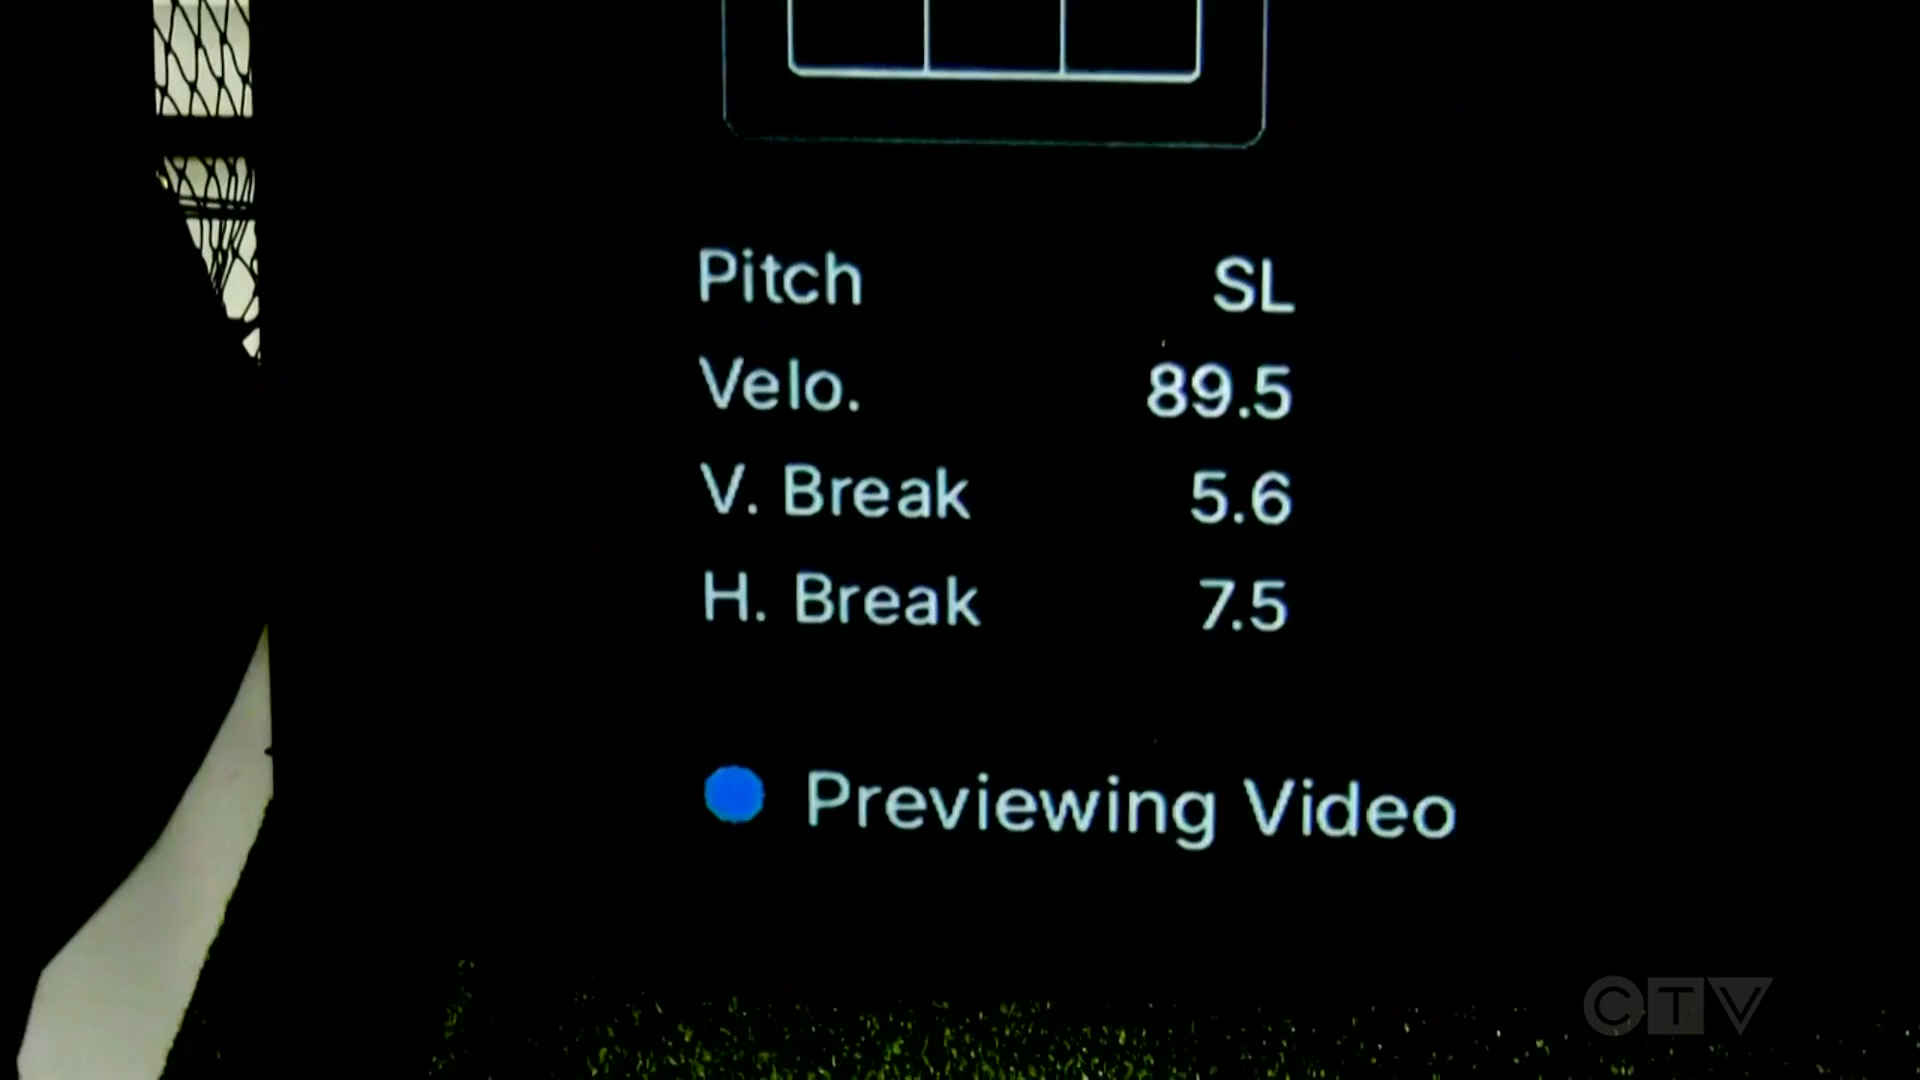 Pitch SL
Velo. 89.5
V. Break 5.6
H. Break 7.5
Previewing Video
CTV